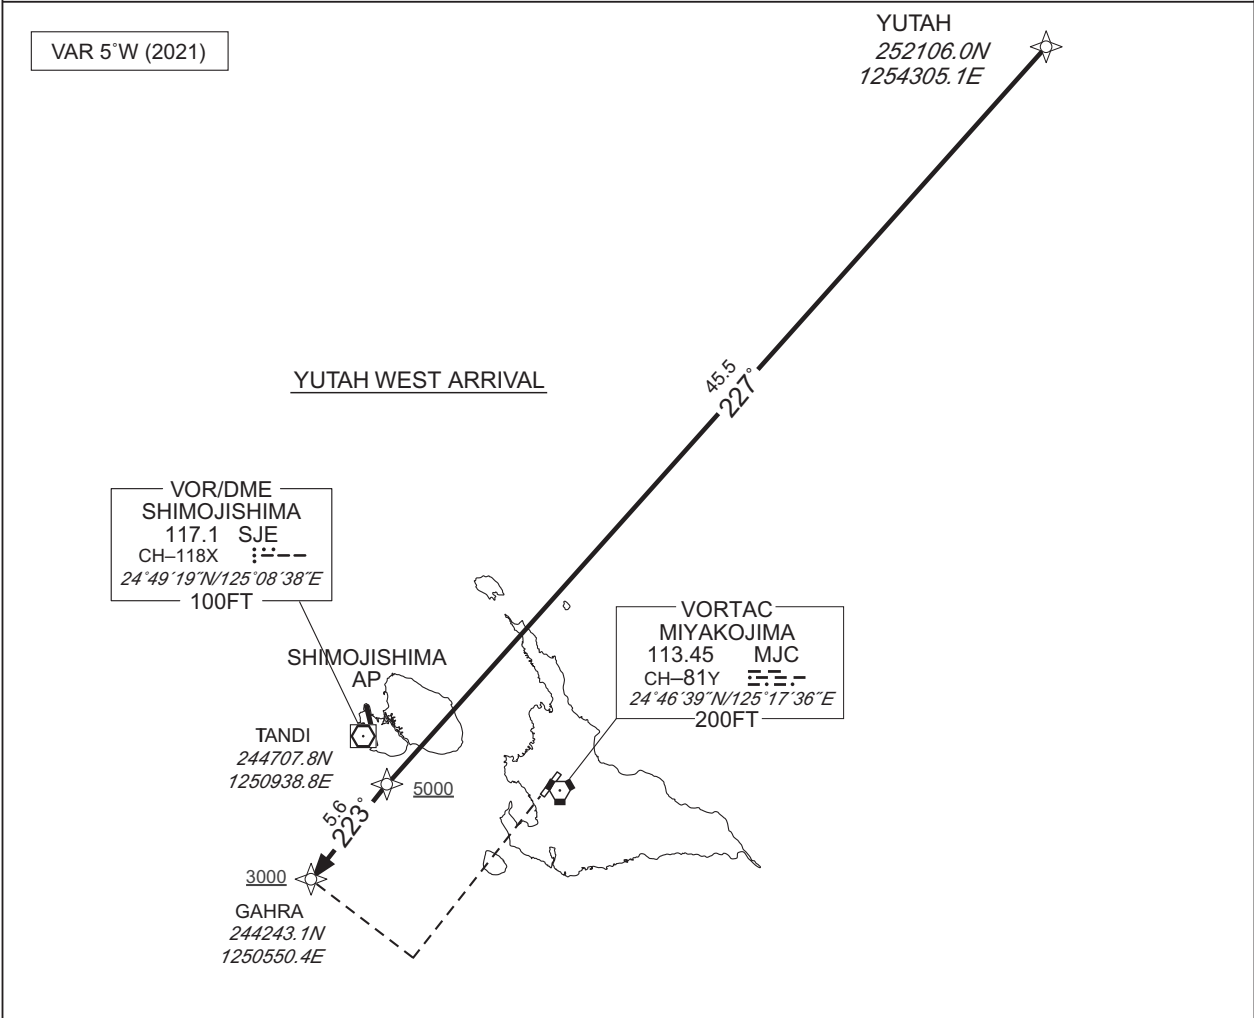 VAR 5°W (2021)
YUTAH
252106.0N
1254305.1E
45.5
227°
YUTAH WEST ARRIVAL
VOR/DME
SHIMOJISHIMA
117.1 SJE
CH–118X
24°49´19˝N/125°08´38˝E
100FT
VORTAC
MIYAKOJIMA
113.45 MJC
CH–81Y
24°46´39˝N/125°17´36˝E
200FT
SHIMOJISHIMA
AP
TANDI
244707.8N
1250938.8E
5000
5.6
223°
3000
GAHRA
244243.1N
1250550.4E